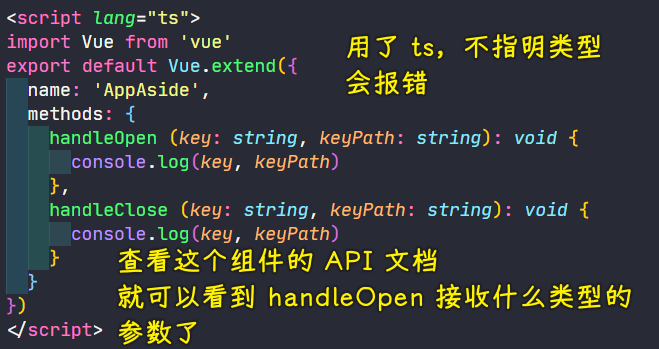 <script lang="ts">
import Vue from 'vue'
export default Vue.extend({
  name: 'AppAside',
  methods: {
    handleOpen (key: string, keyPath: string): void {
      console.log(key, keyPath)
    },
    handleClose (key: string, keyPath: string): void {
      console.log(key, keyPath)
    }
  }
})
</script>
用了 ts，不指明类型
会报错
查看这个组件的 API 文档
就可以看到 handleOpen 接收什么类型的
参数了